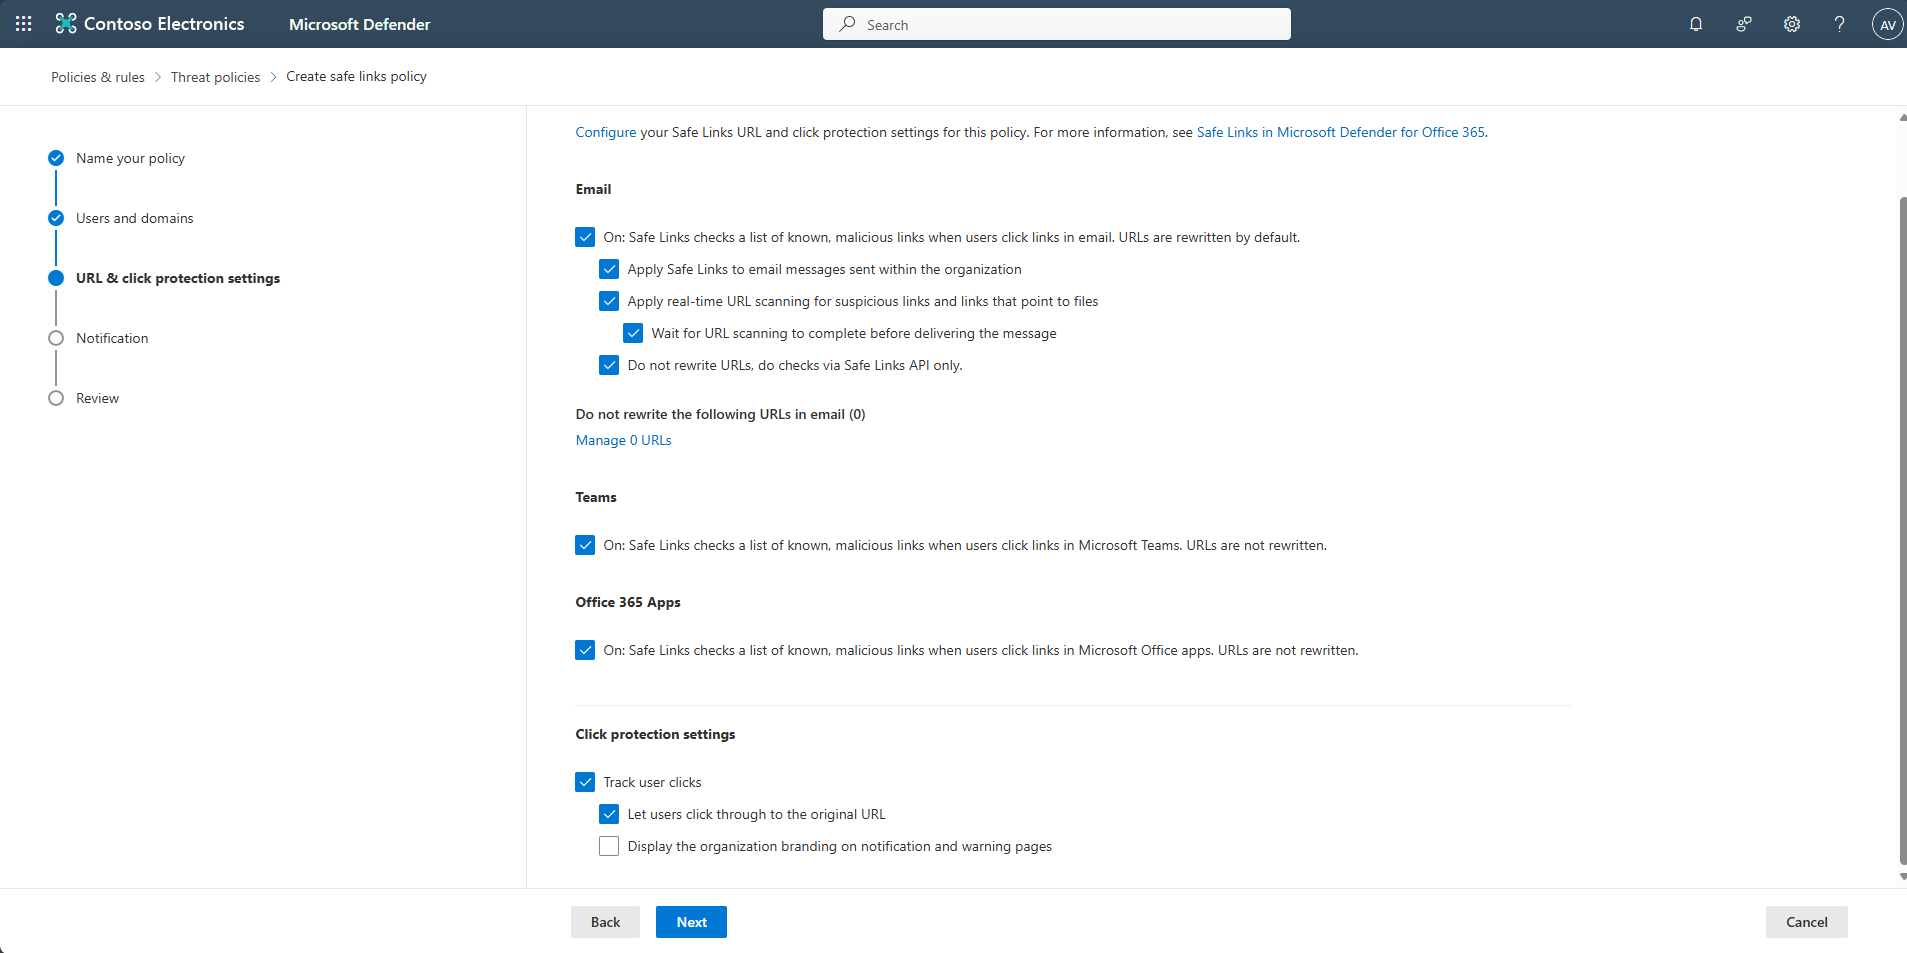 Contoso Electronics
Microsoft Defender
Search
?
AV
Policies & rules > Threat policies > Create safe links policy
Name your policy
Users and domains
URL & click protection settings
Notification
Review
Configure your Safe Links URL and click protection settings for this policy. For more information, see Safe Links in Microsoft Defender for Office 365.
Email
On: Safe Links checks a list of known, malicious links when users click links in email. URLs are rewritten by default.
Apply Safe Links to email messages sent within the organization
Apply real-time URL scanning for suspicious links and links that point to files
Wait for URL scanning to complete before delivering the message
Do not rewrite URLs, do checks via Safe Links API only.
Do not rewrite the following URLs in email (0)
Manage 0 URLs
Teams
On: Safe Links checks a list of known, malicious links when users click links in Microsoft Teams. URLs are not rewritten.
Office 365 Apps
On: Safe Links checks a list of known, malicious links when users click links in Microsoft Office apps. URLs are not rewritten.
Click protection settings
Track user clicks
Let users click through to the original URL
Display the organization branding on notification and warning pages
Back
Next
Cancel